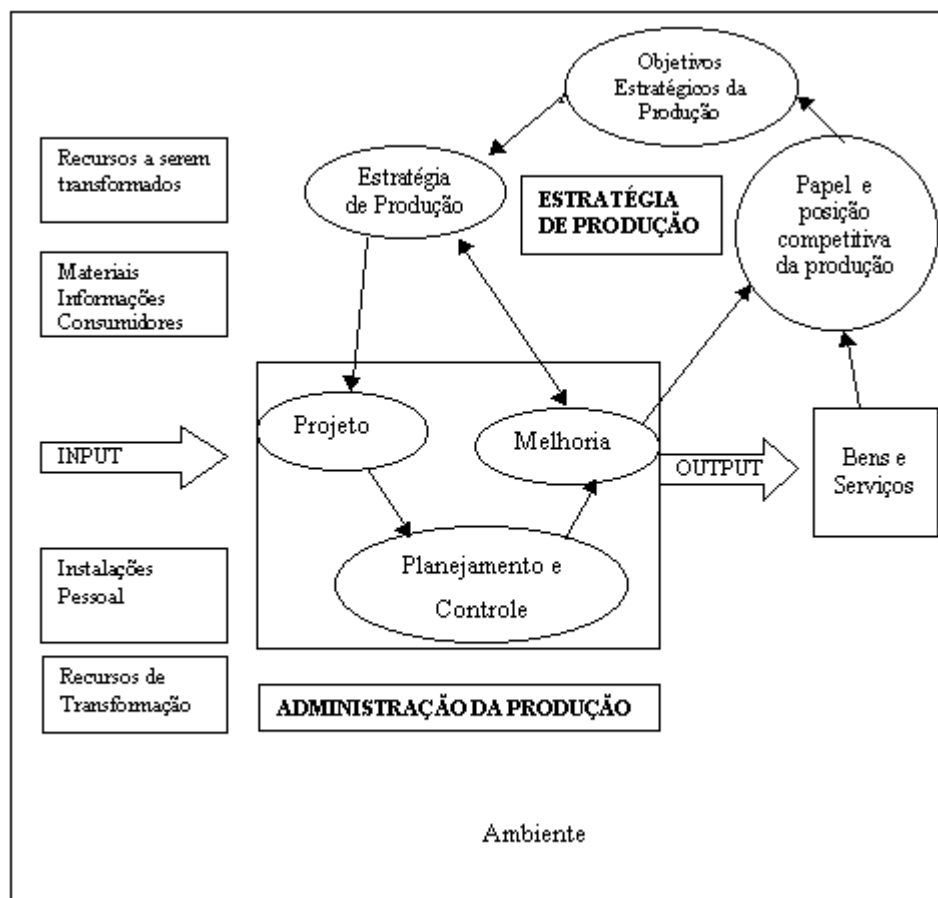 Objetivos
Estratégicos da
Produção
Recursos a serem
transformados
Estratégia
de Produção
ESTRATÉGIA
DE PRODUÇÃO
Papel e
posição
competitiva
da produção
Materiais
Informações
Consumidores
Projeto
Melhoria
INPUT
OUTPUT
Bens e
Serviços
Instalações
Pessoal
Planejamento e
Controle
Recursos de
Transformação
ADMINISTRAÇÃO DA PRODUÇÃO
Ambiente